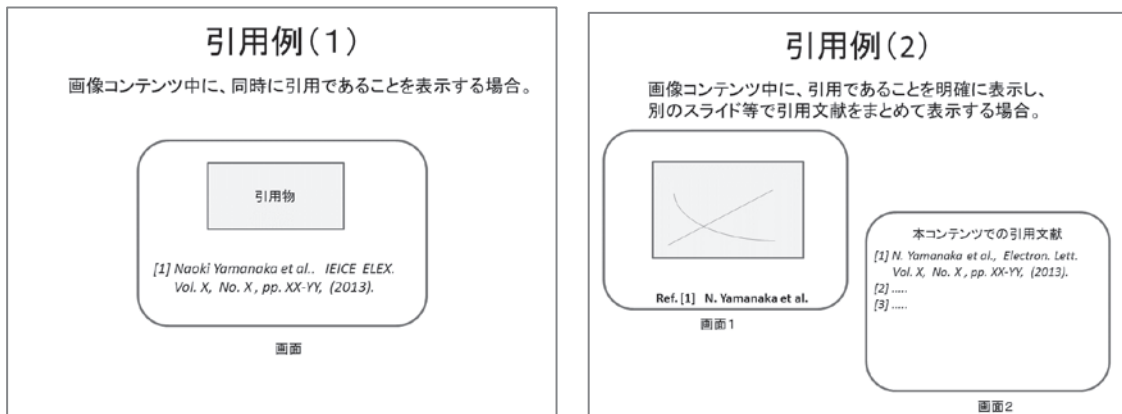 引用例(1)
画像コンテンツ中に、同時に引用であることを表示する場合。
引用物
[1] Naoki Yamanaka et al.. IEICE ELEX.
Vol. X, No. X , pp. XX-YY, (2013).
画面
引用例(2)
画像コンテンツ中に、引用であることを明確に表示し、
別のスライド等で引用文献をまとめて表示する場合。
Ref. [1] N. Yamanaka et al.
画面1
本コンテンツでの引用文献
[1] N. Yamanaka et al., Electron. Lett.
Vol. X, No. X , pp. XX-YY, (2013).
[2] .....
[3] .....
画面2